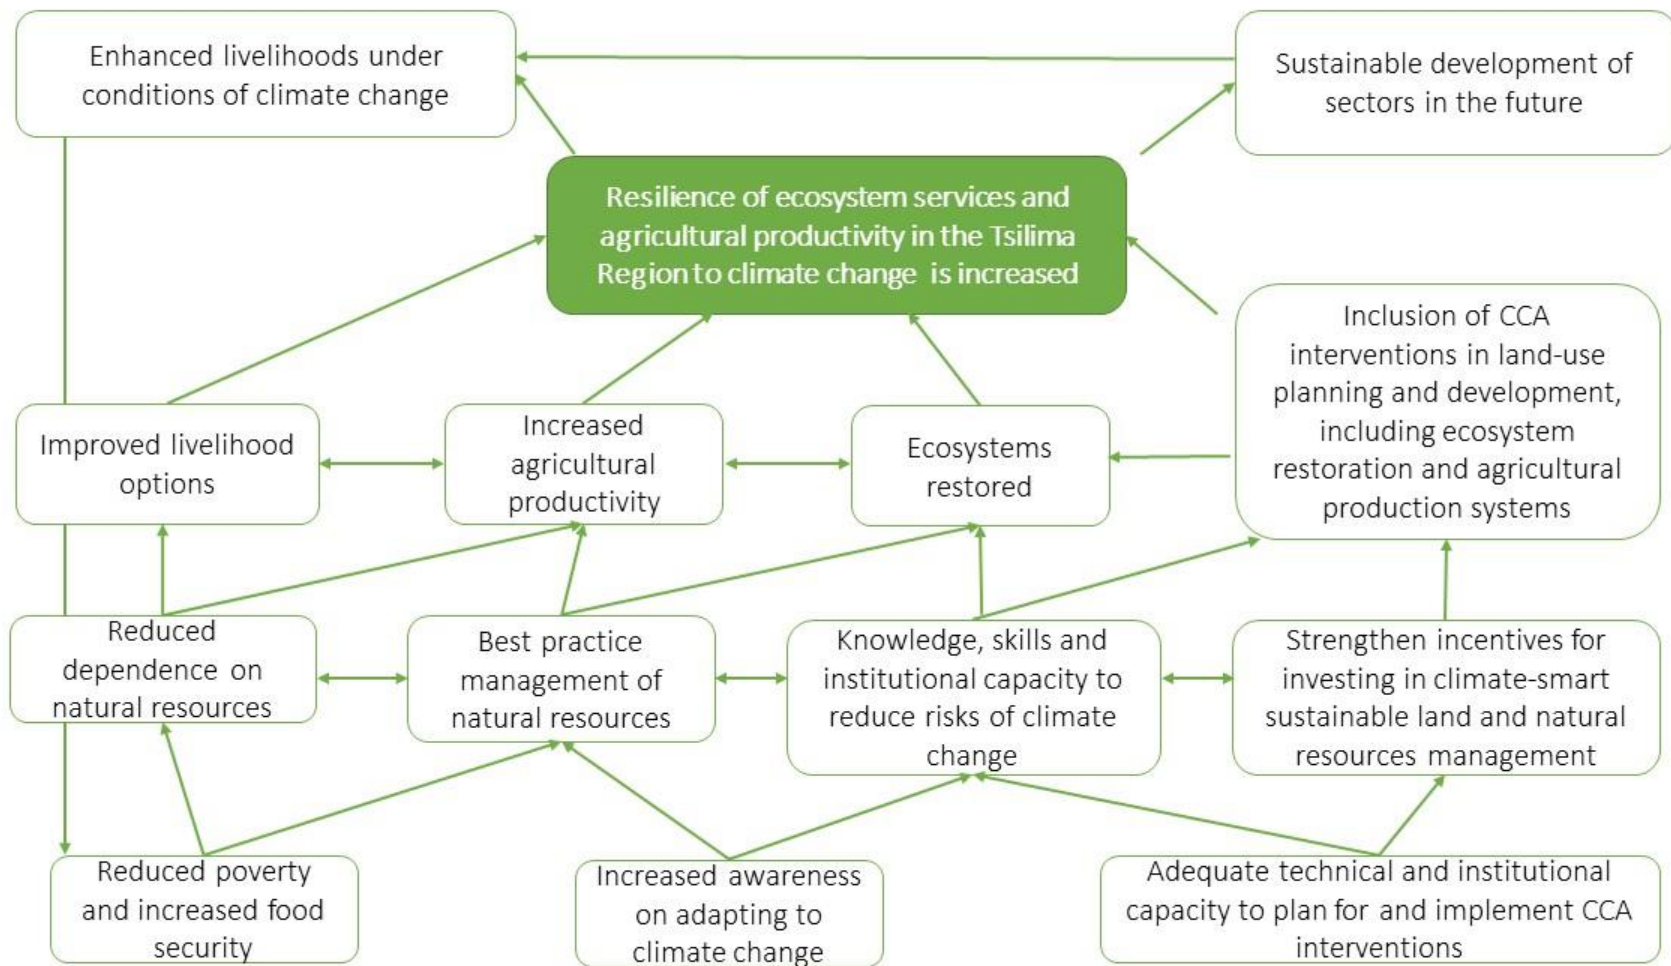 Enhanced livelihoods under
conditions of climate change
Sustainable development of
sectors in the future
Resilience of ecosystem services and
agricultural productivity in the Tsilima
Region to climate change is increased
Inclusion of CCA
interventions in land-use
planning and development,
including ecosystem
restoration and agricultural
production systems
Improved livelihood
options
Increased
agricultural
productivity
Ecosystems
restored
Reduced
dependence on
natural resources
Best practice
management of
natural resources
Knowledge, skills and
institutional capacity to
reduce risks of climate
change
Strengthen incentives for
investing in climate-smart
sustainable land and natural
resources management
Reduced poverty
and increased food
security
Increased awareness
on adapting to
climate change
Adequate technical and institutional
capacity to plan for and implement CCA
interventions